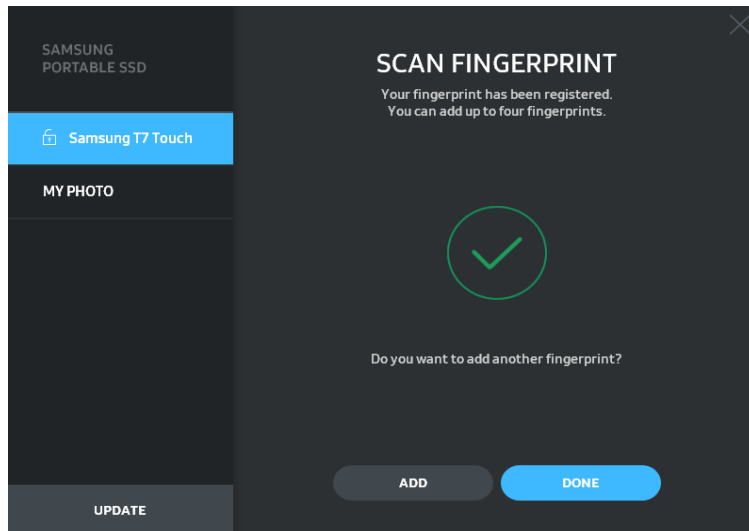 SAMSUNG
PORTABLE SSD
Samsung T7 Touch
MY PHOTO
UPDATE
SCAN FINGERPRINT
Your fingerprint has been registered.
You can add up to four fingerprints.
Do you want to add another fingerprint?
ADD
DONE